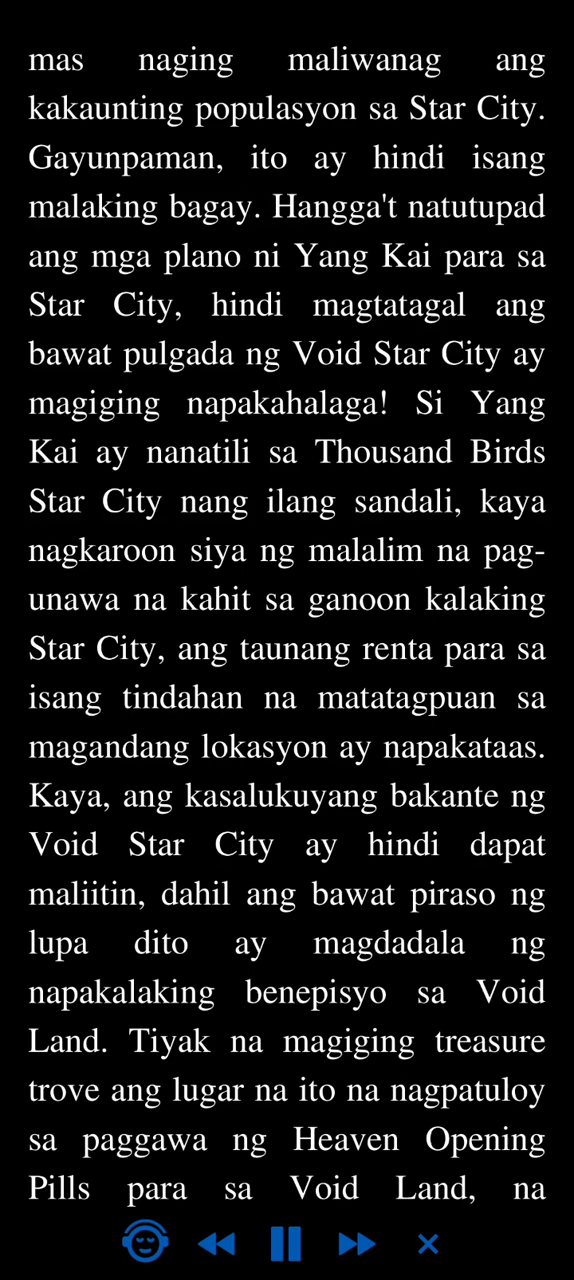 mas naging maliwanag ang
kakaunting populasyon sa Star City.
Gayunpaman, ito ay hindi isang
malaking bagay. Hangga't natutupad
ang mga plano ni Yang Kai para sa
Star City, hindi magtatagal ang
bawat pulgada ng Void Star City ay
magiging napakahalaga! Si Yang
Kai ay nanatili sa Thousand Birds
Star City nang ilang sandali, kaya
nagkaroon siya ng malalim na pag-
unawa na kahit sa ganoon kalaking
Star City, ang taunang renta para sa
isang tindahan na matatagpuan sa
magandang lokasyon ay napakataas.
Kaya, ang kasalukuyang bakante ng
Void Star City ay hindi dapat
maliitin, dahil ang bawat piraso ng
lupa dito ay magdadala ng
napakalaking benepisyo sa Void
Land. Tiyak na magiging treasure
trove ang lugar na ito na nagpatuloy
sa paggawa ng Heaven Opening
Pills para sa Void Land, na